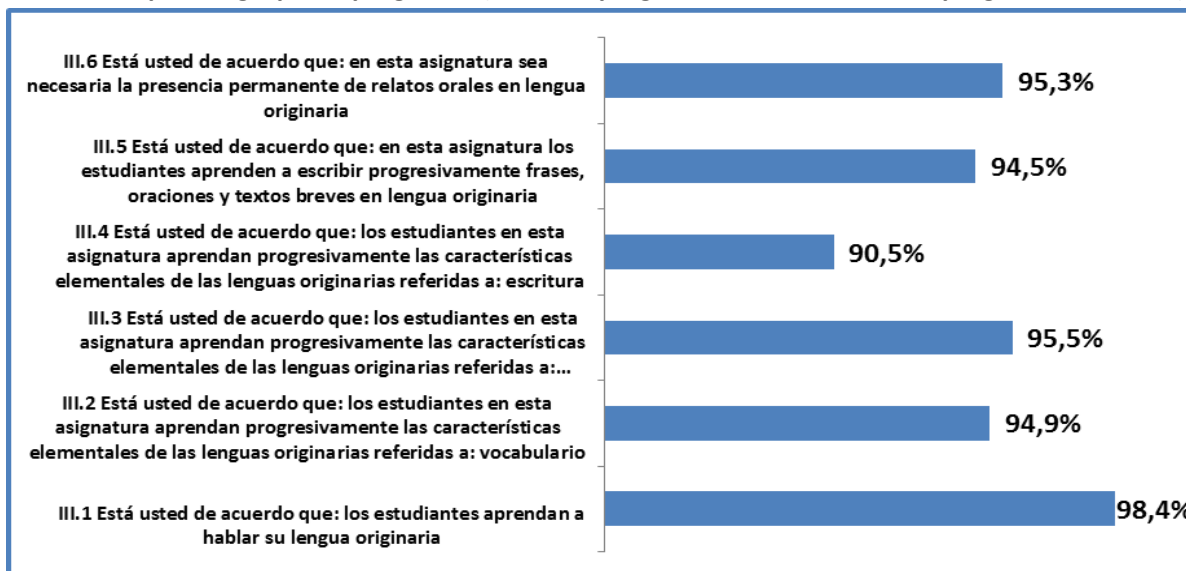 III.6 Está usted de acuerdo que: en esta asignatura sea
necesaria la presencia permanente de relatos orales en lengua
originaria
95,3%
III.5 Está usted de acuerdo que: en esta asignatura los
estudiantes aprenden a escribir progresivamente frases,
oraciones y textos breves en lengua originaria
94,5%
III.4 Está usted de acuerdo que: los estudiantes en esta
asignatura aprendan progresivamente las características
elementales de las lenguas originarias referidas a: escritura
90,5%
III.3 Está usted de acuerdo que: los estudiantes en esta
asignatura aprendan progresivamente las características
elementales de las lenguas originarias referidas a:...
95,5%
III.2 Está usted de acuerdo que: los estudiantes en esta
asignatura aprendan progresivamente las características
elementales de las lenguas originarias referidas a: vocabulario
94,9%
III.1 Está usted de acuerdo que: los estudiantes aprendan a
hablar su lengua originaria
98,4%